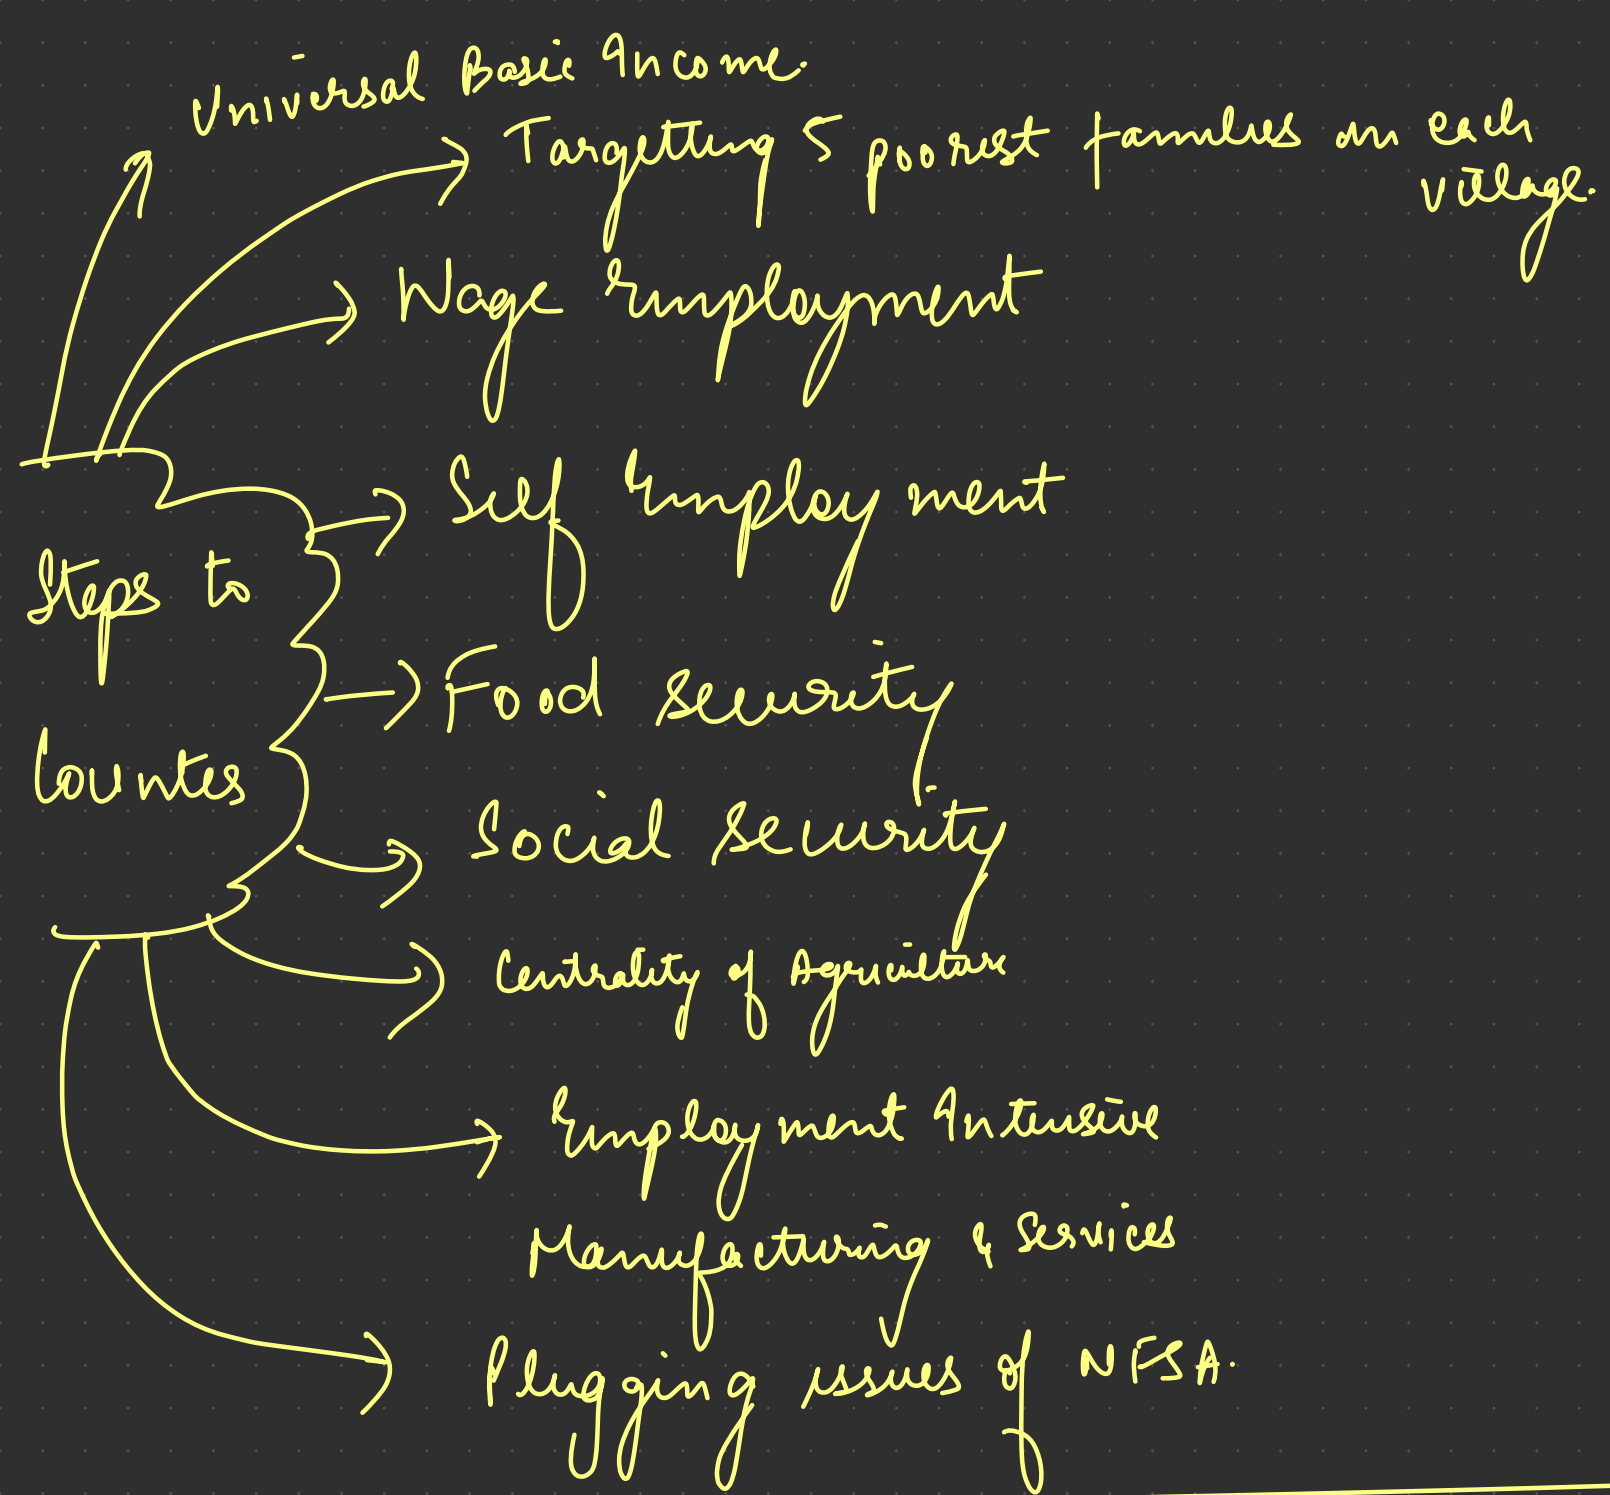 Universal Basic Income.
Targetting 5 poorest families in each
village.
Wage Employment
Self Employment
Steps to
Counter
Food Security
Social Security
Centrality of Agriculture
Employment Intensive
Manufacturing & Services
Plugging issues of NFSA.